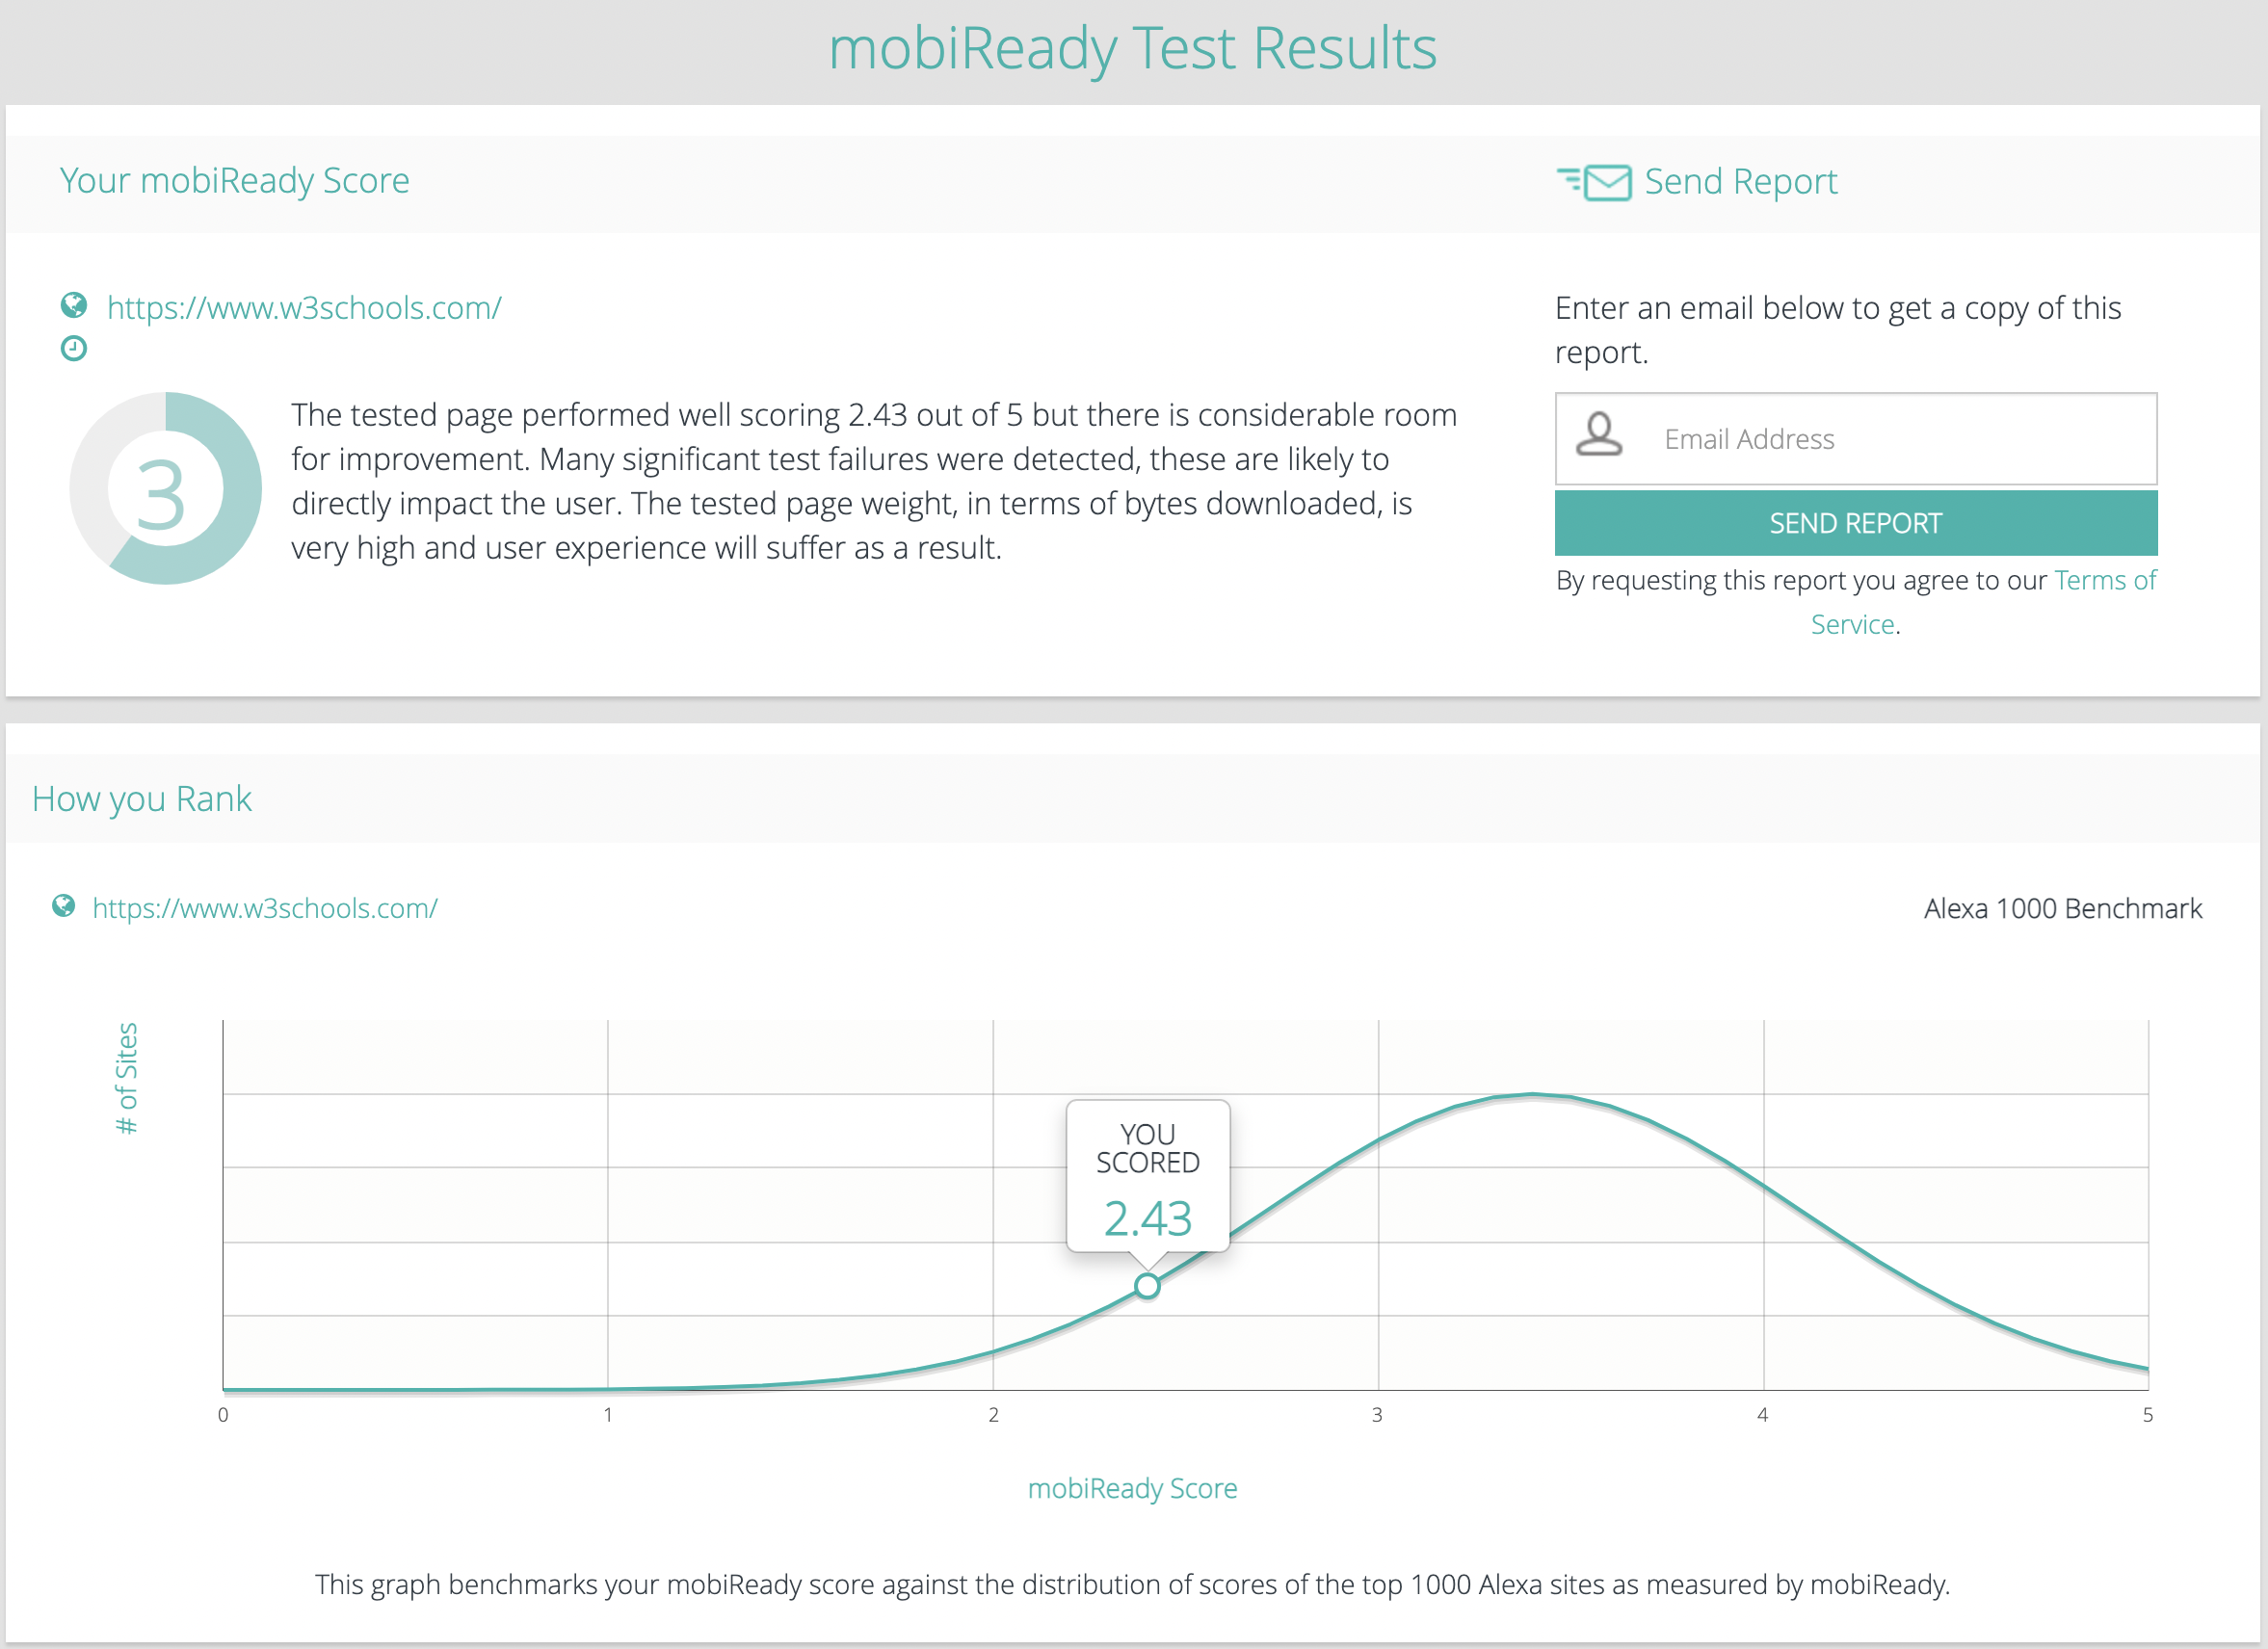 mobiReady Test Results
Your mobiReady Score
Send Report
https://www.w3schools.com/
3
The tested page performed well scoring 2.43 out of 5 but there is considerable room
for improvement. Many significant test failures were detected, these are likely to
directly impact the user. The tested page weight, in terms of bytes downloaded, is
very high and user experience will suffer as a result.
Enter an email below to get a copy of this
report.
Email Address
SEND REPORT
By requesting this report you agree to our Terms of
Service.
How you Rank
https://www.w3schools.com/
Alexa 1000 Benchmark
# of Sites
YOU
SCORED
2.43
0 1 2 3 4 5
mobiReady Score
This graph benchmarks your mobiReady score against the distribution of scores of the top 1000 Alexa sites as measured by mobiReady.